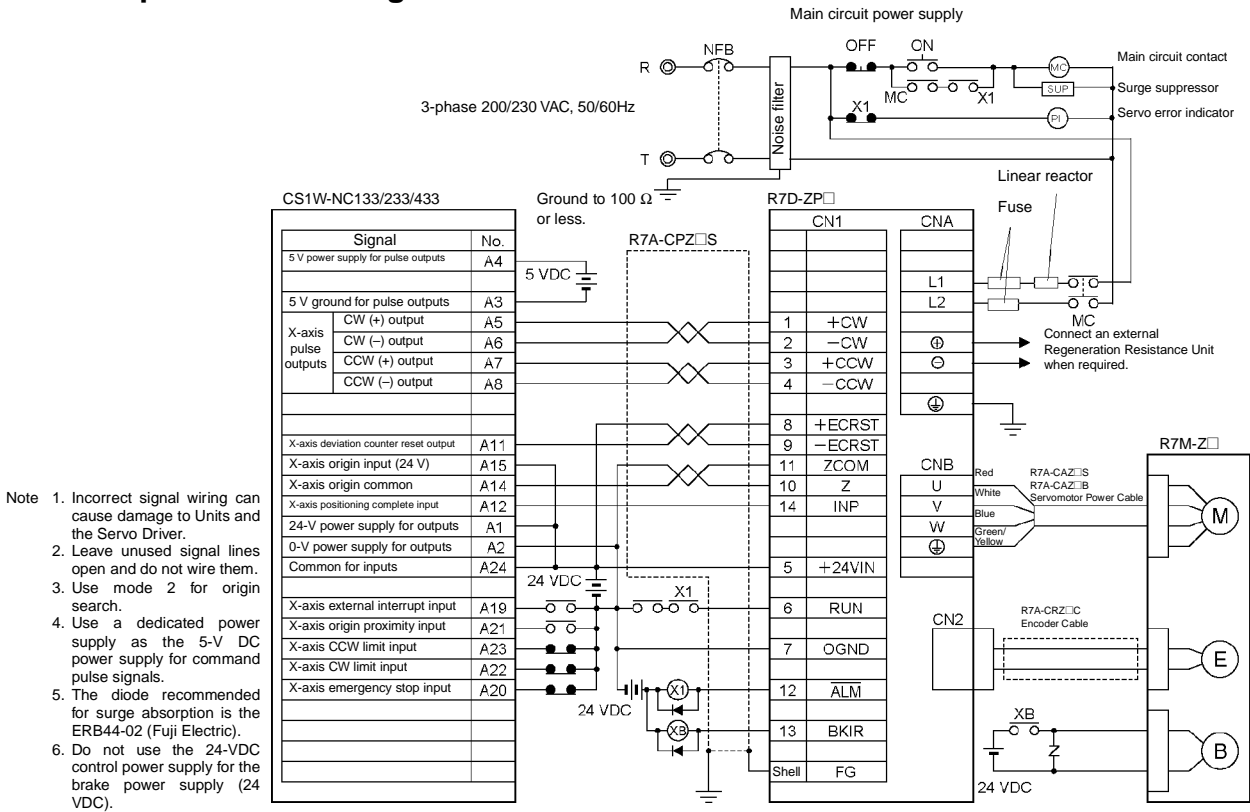 Main circuit power supply
NFB
OFF
ON
R
MC
Main circuit contact
SUP
Surge suppressor
MC
X1
3-phase 200/230 VAC, 50/60Hz
Noise filter
X1
PI
Servo error indicator
T
Linear reactor
CS1W-NC133/233/433
Ground to 100 Ω
or less.
R7D-ZP□
Fuse
Signal
No.
R7A-CPZ□S
CN1
CNA
5 V power supply for pulse outputs
A4
5 VDC
L1
5 V ground for pulse outputs
A3
L2
MC
X-axis
pulse
outputs
CW (+) output
A5
1
+CW
Connect an external
Regeneration Resistance Unit
when required.
CW (–) output
A6
2
−CW
⊕
CCW (+) output
A7
3
+CCW
⊖
CCW (–) output
A8
4
−CCW
8
+ECRST
X-axis deviation counter reset output
A11
9
−ECRST
R7M-Z□
X-axis origin input (24 V)
A15
11
ZCOM
CNB
Red
R7A-CAZ□S
X-axis origin common
A14
10
Z
U
White
R7A-CAZ□B
Servomotor Power Cable
X-axis positioning complete input
A12
14
INP
V
Blue
M
24-V power supply for outputs
A1
W
Green/
Yellow
0-V power supply for outputs
A2
Common for inputs
A24
24 VDC
5
+24VIN
X1
X-axis external interrupt input
A19
6
RUN
CN2
R7A-CRZ□C
Encoder Cable
X-axis origin proximity input
A21
X-axis CCW limit input
A23
7
OGND
E
X-axis CW limit input
A22
X-axis emergency stop input
A20
24 VDC
X1
12
ALM
XB
XB
13
BKIR
B
Shell
FG
24 VDC
Note 1. Incorrect signal wiring can
cause damage to Units and
the Servo Driver.
2. Leave unused signal lines
open and do not wire them.
3. Use mode 2 for origin
search.
4. Use a dedicated power
supply as the 5-V DC
power supply for command
pulse signals.
5. The diode recommended
for surge absorption is the
ERB44-02 (Fuji Electric).
6. Do not use the 24-VDC
control power supply for the
brake power supply (24
VDC).